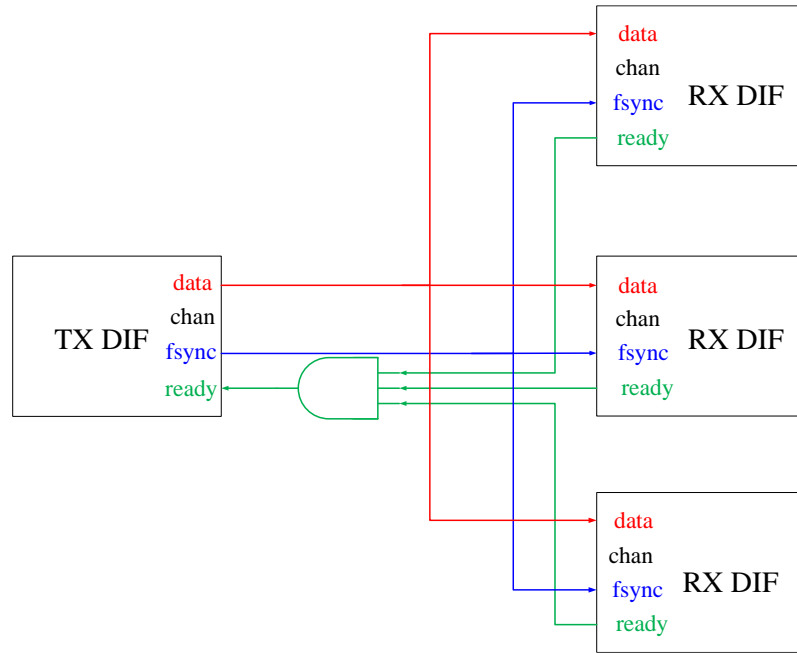 data
chan
fsync
ready
RX DIF
TX DIF
data
chan
fsync
ready
data
chan
fsync
ready
RX DIF
data
chan
fsync
ready
RX DIF